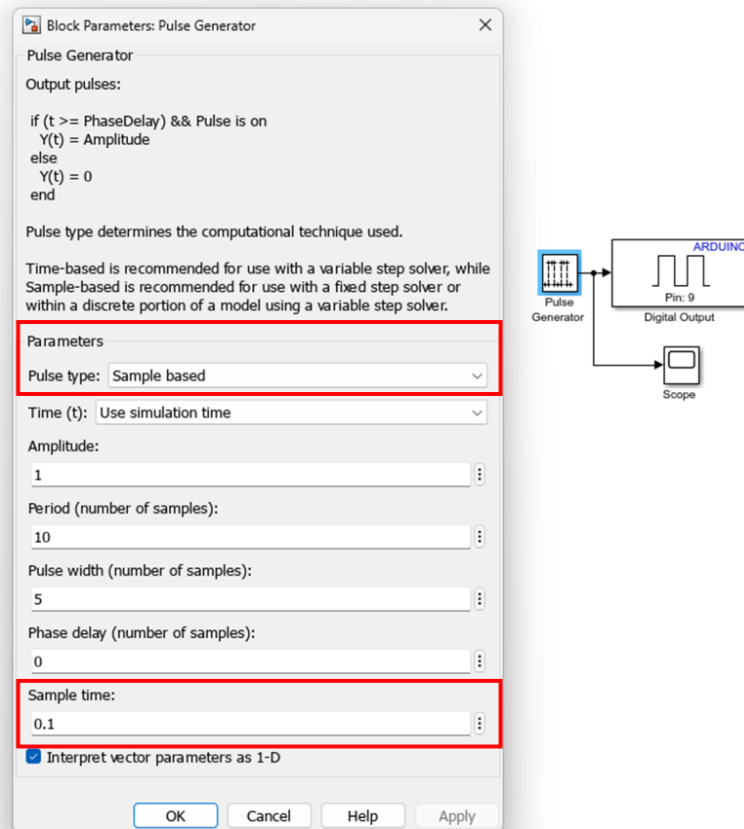 Block Parameters: Pulse Generator
Pulse Generator
Output pulses:
if (t >= PhaseDelay) && Pulse is on
Y(t) = Amplitude
else
Y(t) = 0
end
Pulse type determines the computational technique used.
Time-based is recommended for use with a variable step solver, while
Sample-based is recommended for use with a fixed step solver or
within a discrete portion of a model using a variable step solver.
Parameters
Pulse type: Sample based
Time (t): Use simulation time
Amplitude:
1
Period (number of samples):
10
Pulse width (number of samples):
5
Phase delay (number of samples):
0
Sample time:
0.1
Interpret vector parameters as 1-D
OK Cancel Help Apply
Pulse
Generator
ARDUINO
Pin: 9
Digital Output
Scope